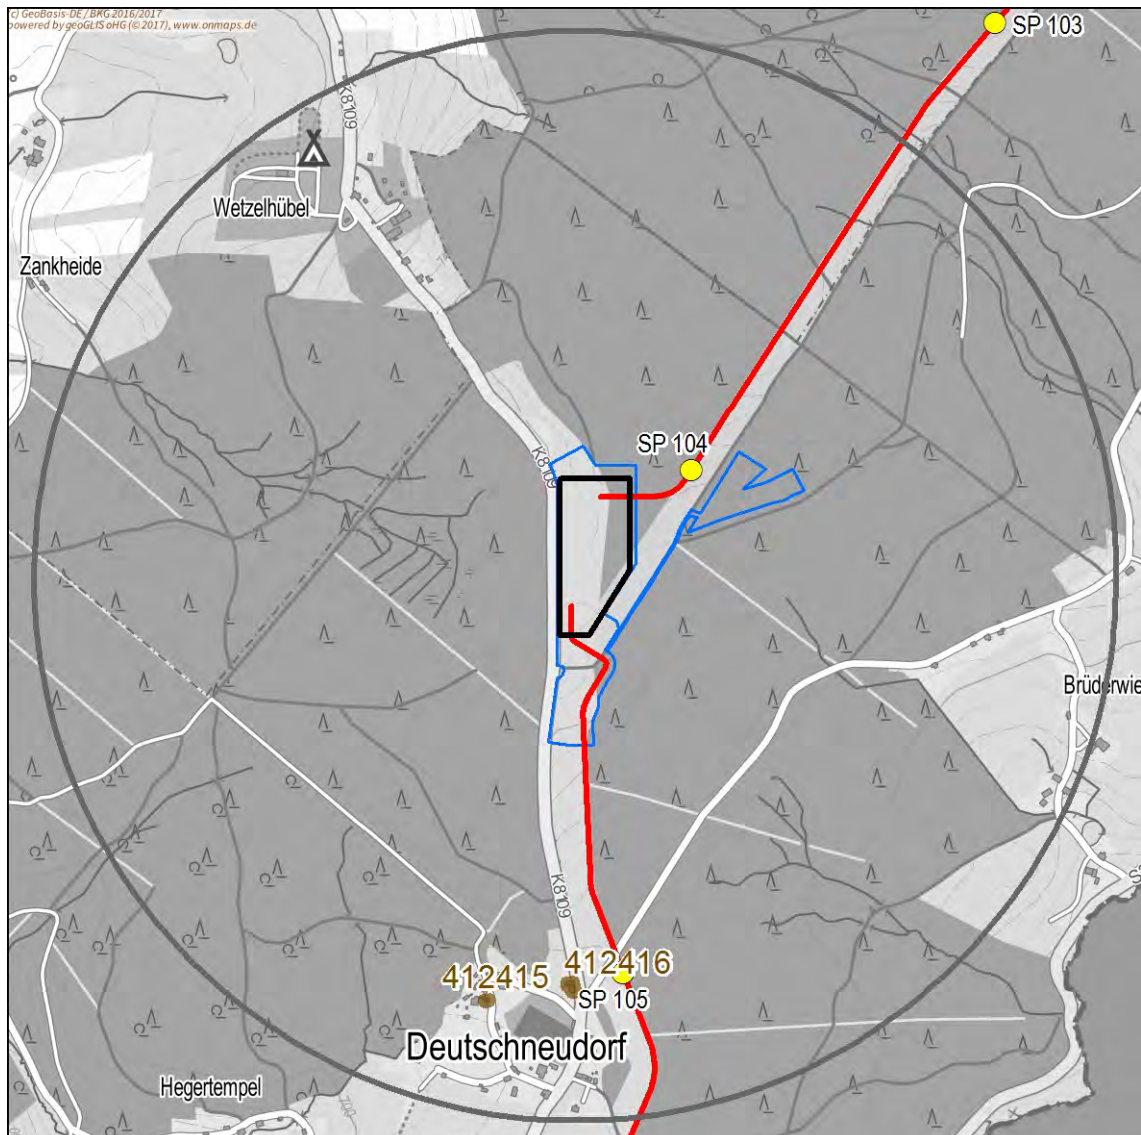 c) GeoBasis-DE / BKG 2016/2017
powered by geoGLIS oHG (© 2017), www.onmaps.de
SP 103
K8109
Wetzelhübel
Zankheide
SP 104
K8109
Brüderwie
K8109
412415
412416
SP 105
Deutschneudorf
Hegertempel